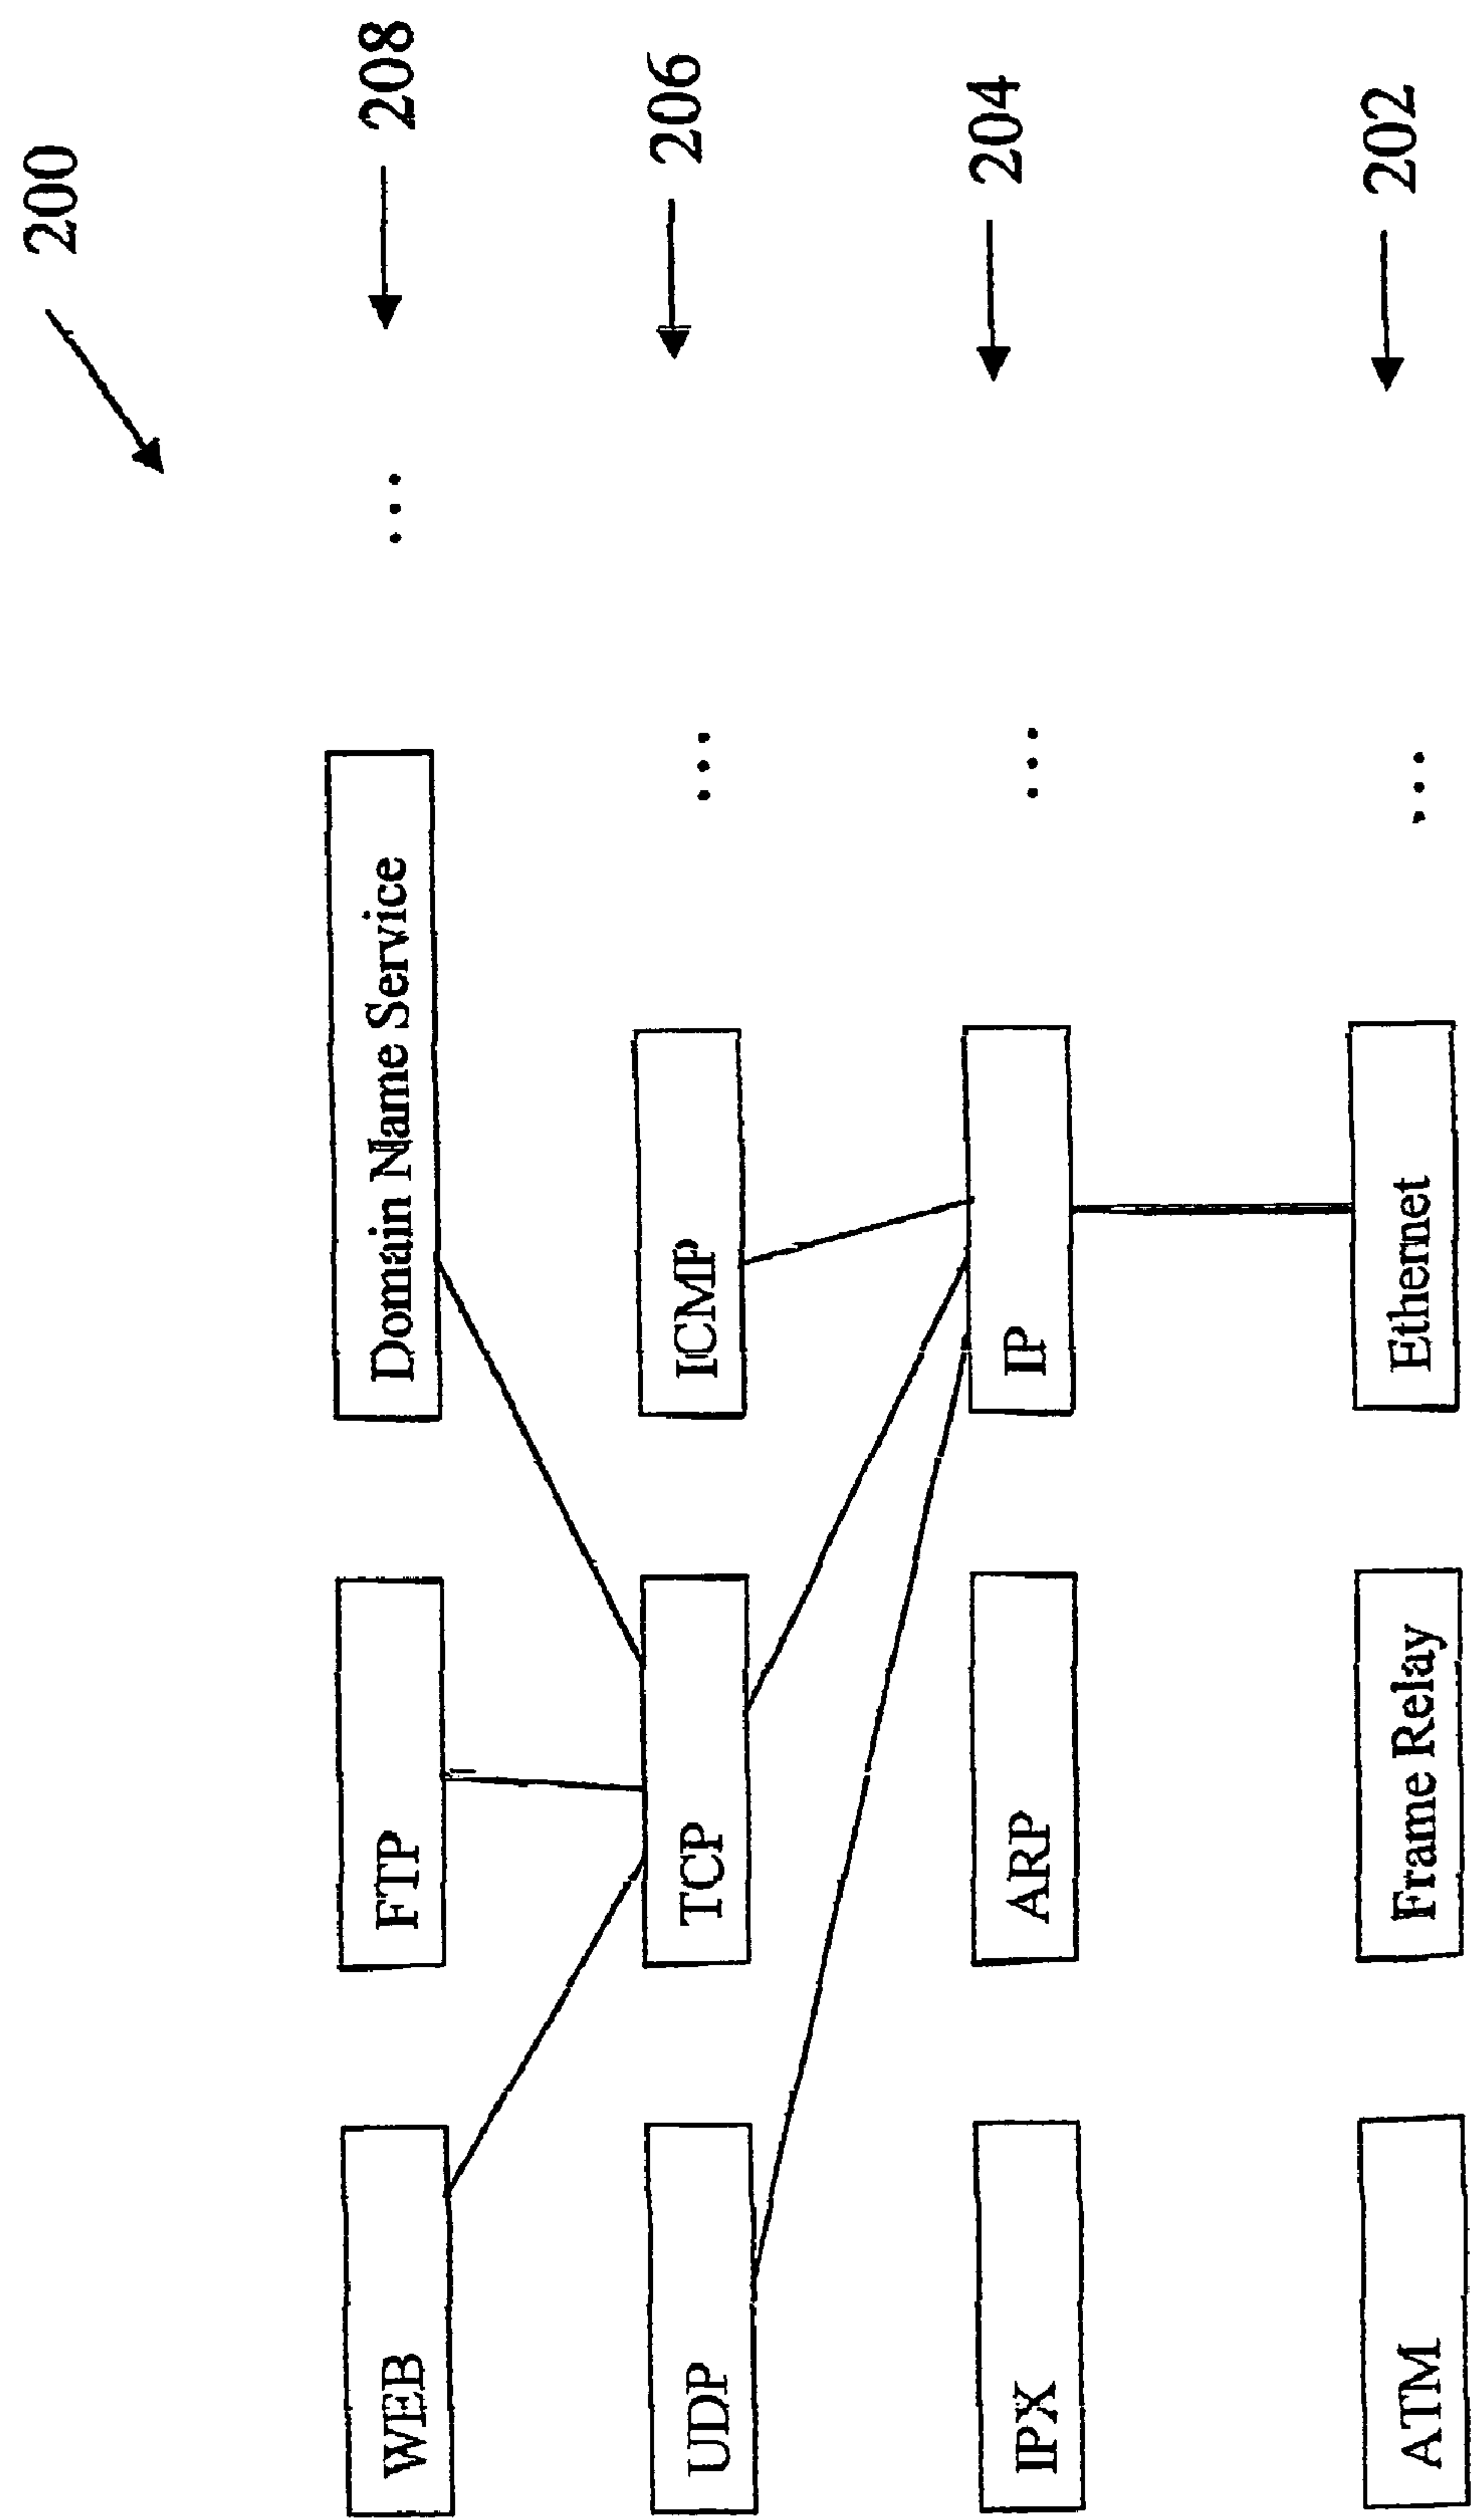 200
WEB
FTP
Domain Name Service
...
208
UDP
TCP
ICMP
...
206
IPX
ARP
IP
...
204
ATM
Frame Relay
Ethernet
...
202